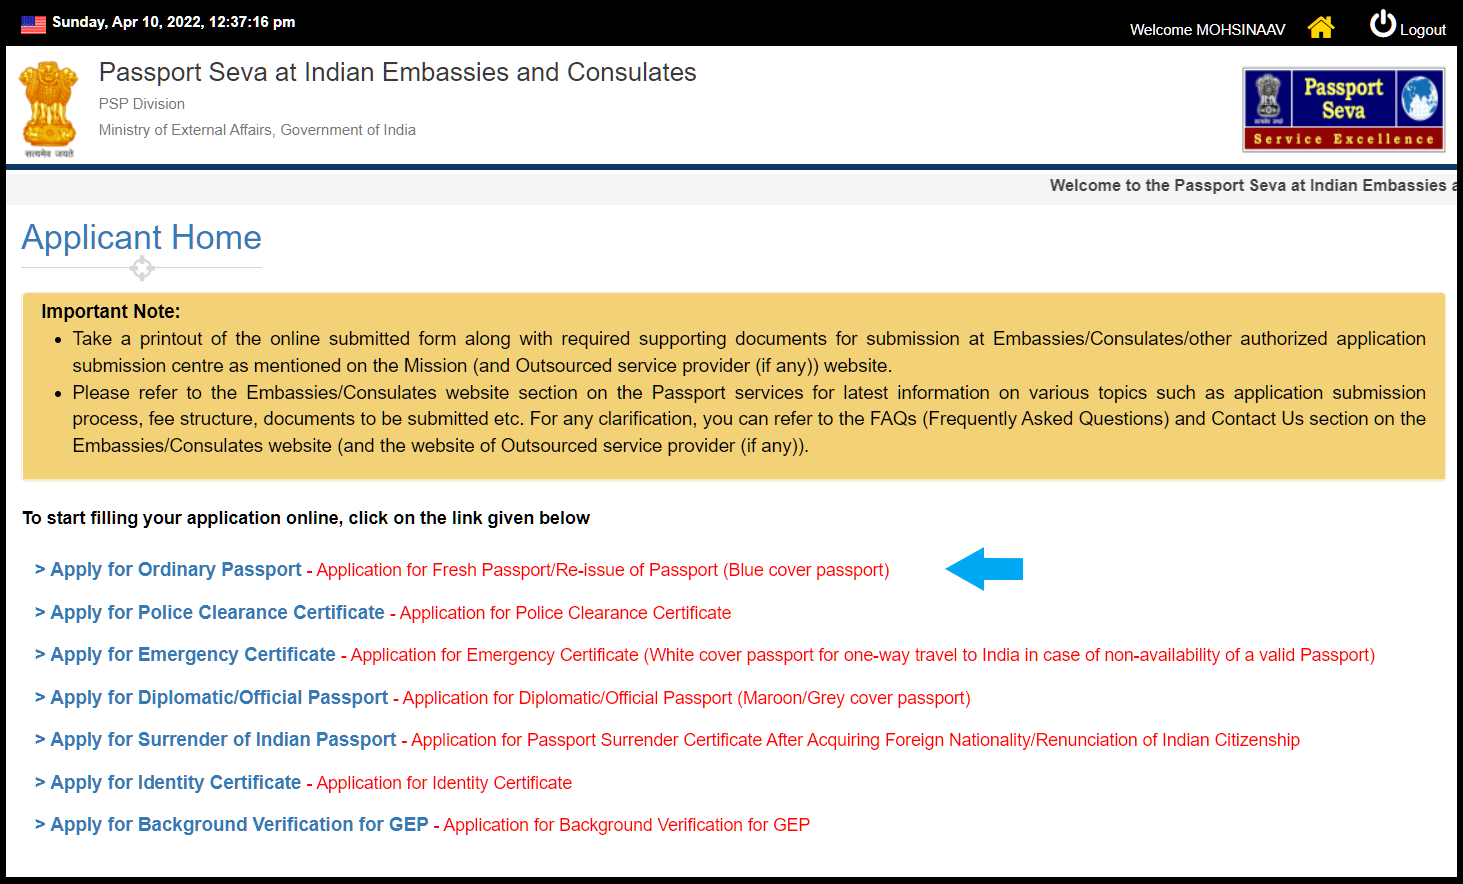 Sunday, Apr 10, 2022, 12:37:16 pm
Welcome MOHSINAAV
Logout
Passport Seva at Indian Embassies and Consulates
PSP Division
Ministry of External Affairs, Government of India
सत्यमेव जयते
Passport
Seva
Service Excellence
Welcome to the Passport Seva at Indian Embassies a
Applicant Home
Important Note:
• Take a printout of the online submitted form along with required supporting documents for submission at Embassies/Consulates/other authorized application
submission centre as mentioned on the Mission (and Outsourced service provider (if any)) website.
• Please refer to the Embassies/Consulates website section on the Passport services for latest information on various topics such as application submission
process, fee structure, documents to be submitted etc. For any clarification, you can refer to the FAQs (Frequently Asked Questions) and Contact Us section on the
Embassies/Consulates website (and the website of Outsourced service provider (if any)).
To start filling your application online, click on the link given below
> Apply for Ordinary Passport - Application for Fresh Passport/Re-issue of Passport (Blue cover passport)
> Apply for Police Clearance Certificate - Application for Police Clearance Certificate
> Apply for Emergency Certificate - Application for Emergency Certificate (White cover passport for one-way travel to India in case of non-availability of a valid Passport)
> Apply for Diplomatic/Official Passport - Application for Diplomatic/Official Passport (Maroon/Grey cover passport)
> Apply for Surrender of Indian Passport - Application for Passport Surrender Certificate After Acquiring Foreign Nationality/Renunciation of Indian Citizenship
> Apply for Identity Certificate - Application for Identity Certificate
> Apply for Background Verification for GEP - Application for Background Verification for GEP